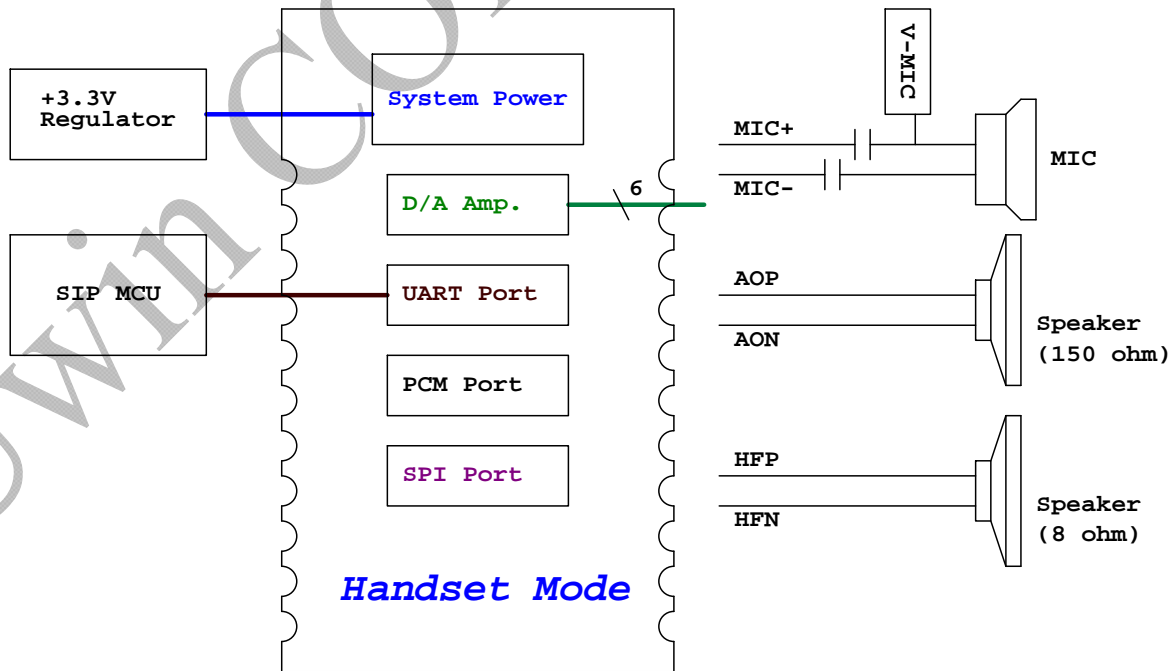 V-MIC
+3.3V
Regulator
System Power
MIC+
MIC
MIC-
D/A Amp.
6
SIP MCU
UART Port
AOP
AON
Speaker
(150 ohm)
PCM Port
SPI Port
HFP
HFN
Speaker
(8 ohm)
Handset Mode